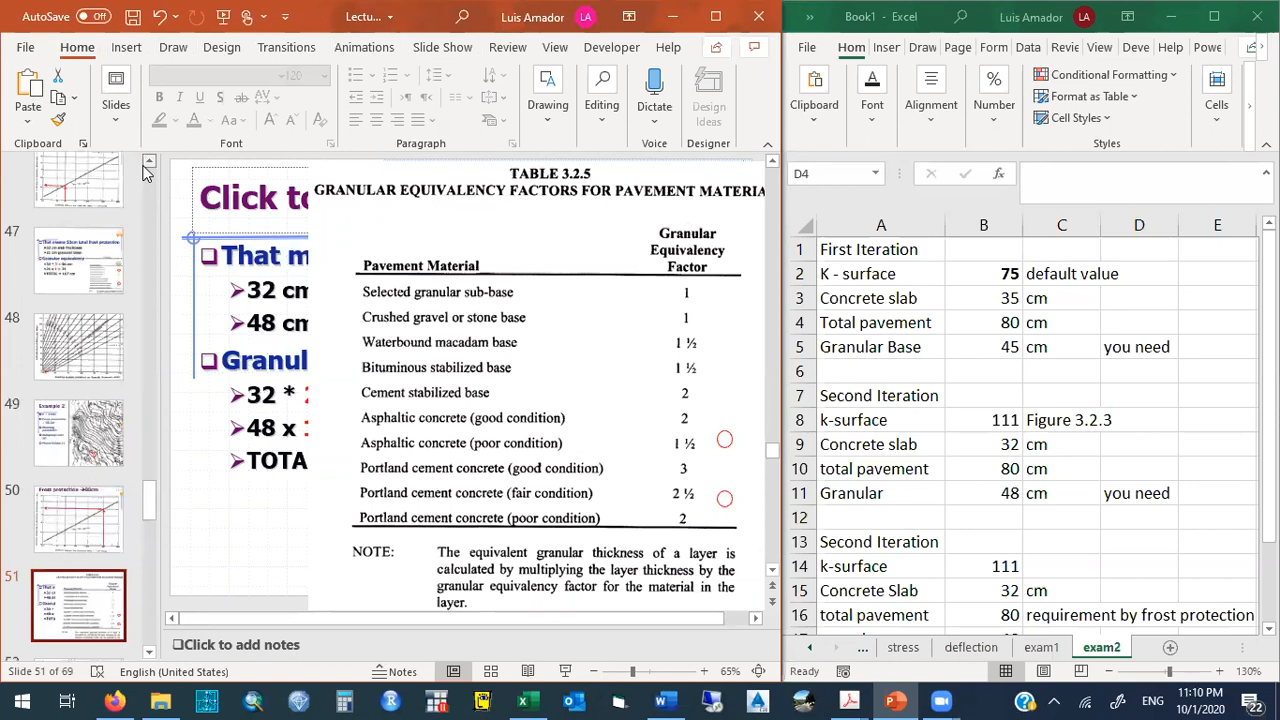 AutoSave Off
Lectu...
Luis Amador LA
File Home Insert Draw Design Transitions Animations Slide Show Review View Developer Help
Paste
Slides
Drawing
Editing
Dictate
Design
Ideas
Clipboard
Font
Paragraph
Voice
Designer
47
48
49
Example 2
50
51
Click to
That m
32 cm
48 cm
Granul
32 *
48 x
TOTA
TABLE 3.2.5
GRANULAR EQUIVALENCY FACTORS FOR PAVEMENT MATERIA
Pavement Material
Granular
Equivalency
Factor
Selected granular sub-base 1
Crushed gravel or stone base 1
Waterbound macadam base 1 ½
Bituminous stabilized base 1 ½
Cement stabilized base 2
Asphaltic concrete (good condition) 2
Asphaltic concrete (poor condition) 1 ½
Portland cement concrete (good condition) 3
Portland cement concrete (fair condition) 2 ½
Portland cement concrete (poor condition) 2
NOTE: The equivalent granular thickness of a layer is
calculated by multiplying the layer thickness by the
granular equivalency factor for the material in the
layer.
Click to add notes
Slide 51 of 69 English (United States) Notes 65%
Book1 - Excel
Luis Amador LA
File Hom Inser Draw Page Form Data Revie View Deve Help Powe
Clipboard
Font
Alignment
Number
Conditional Formatting
Format as Table
Cell Styles
Cells
Styles
D4
fx
A B C D E
First Iteration
2 K - surface 75 default value
3 Concrete slab 35 cm
4 Total pavement 80 cm
5 Granular Base 45 cm you need
6
7 Second Iteration
8 k-surface 111 Figure 3.2.3
9 Concrete slab 32 cm
10 total pavement 80 cm
11 Granular 48 cm you need
12
13 Second Iteration
14 k-surface 111
15 Concrete Slab 32 cm
16 total pavement 80 requirement by frost protection
... stress deflection exam1 exam2
Ready 130%
ENG
11:10 PM
10/1/2020
22